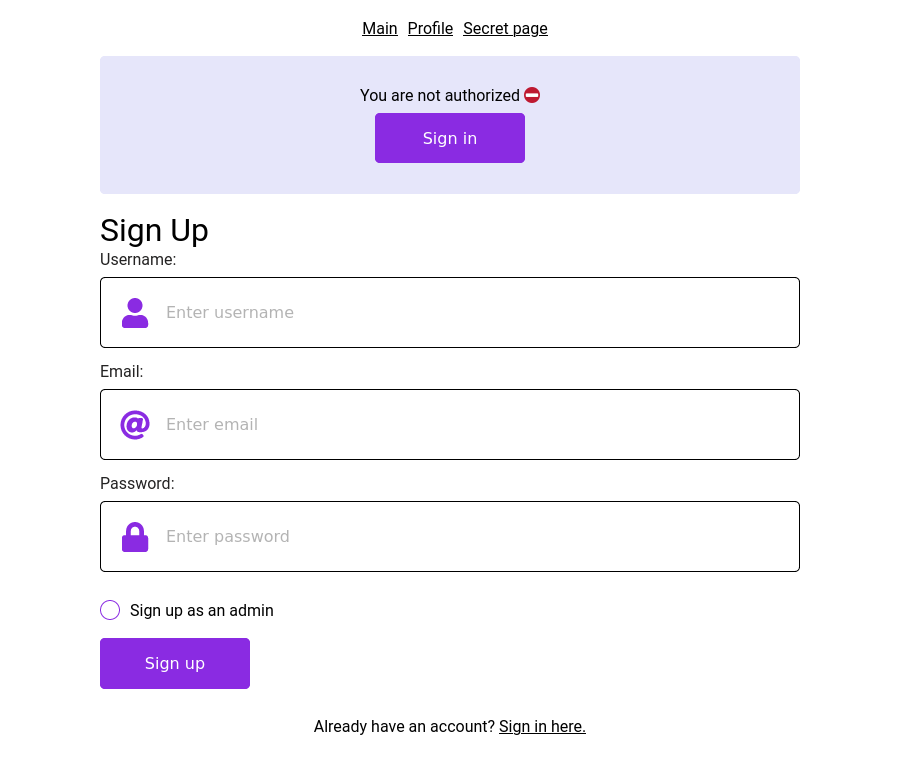 Main Profile Secret page
You are not authorized
Sign in
Sign Up
Username:
Enter username
Email:
Enter email
Password:
Enter password
Sign up as an admin
Sign up
Already have an account? Sign in here.